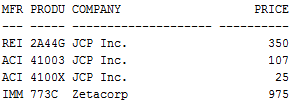 MFR PRODU COMPANY                   PRICE
--- ----- -------------------- ----------
REI 2A44G JCP Inc.                    350
ACI 41003 JCP Inc.                    107
ACI 4100X JCP Inc.                     25
IMM 773C  Zetacorp                    975